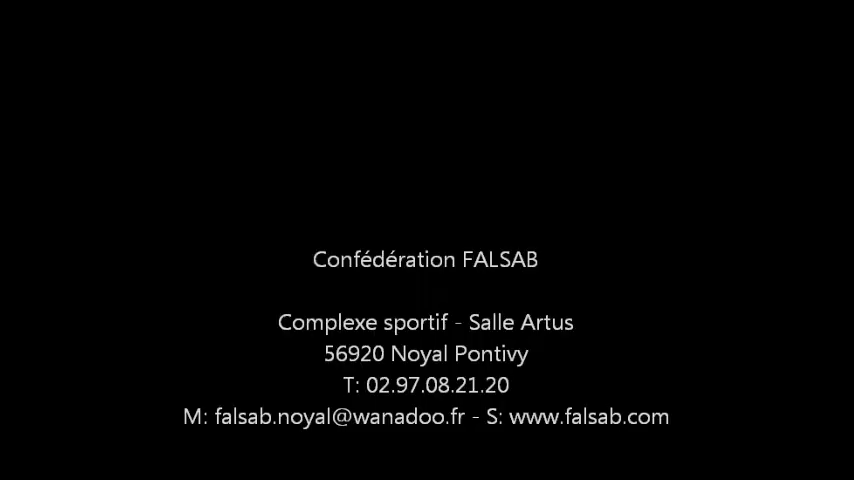 Confédération FALSAB
Complexe sportif - Salle Artus
56920 Noyal Pontivy
T: 02.97.08.21.20
M: falsab.noyal@wanadoo.fr - S: www.falsab.com